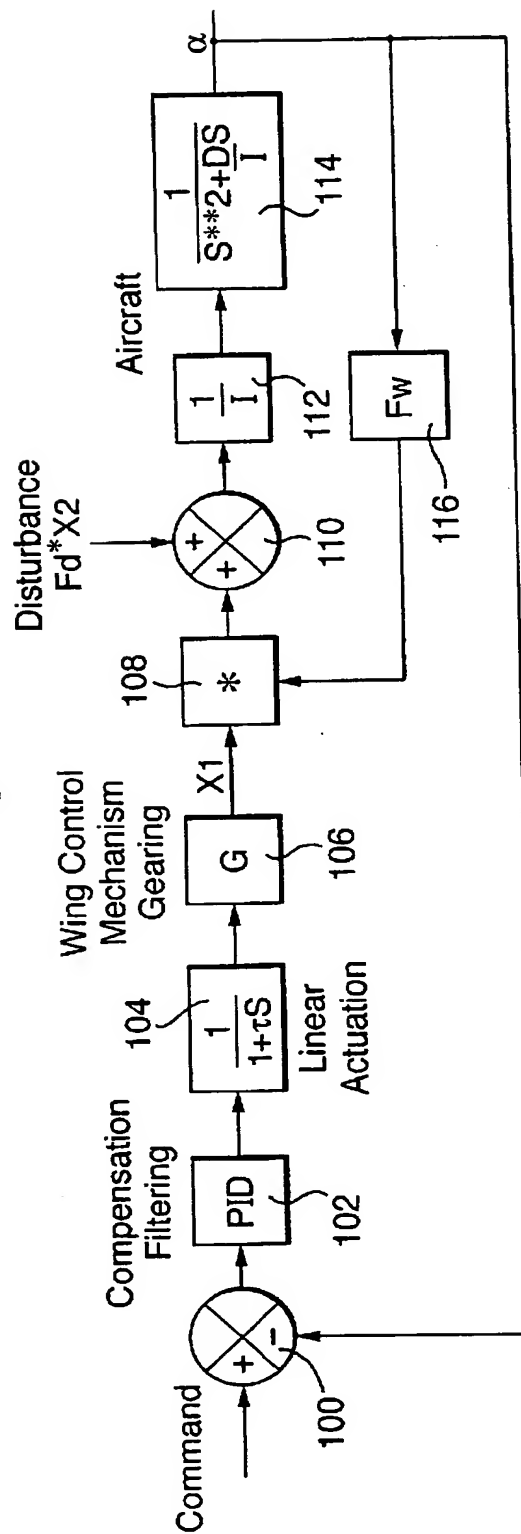 Command
100
+
-
Compensation
Filtering
PID
102
104
1
1+τS
Linear
Actuation
Wing Control
Mechanism
Gearing
G
106
X1
108
*
Disturbance
Fd*X2
+
+
110
Aircraft
1
I
112
1
S**2+DS
I
114
α
Fw
116